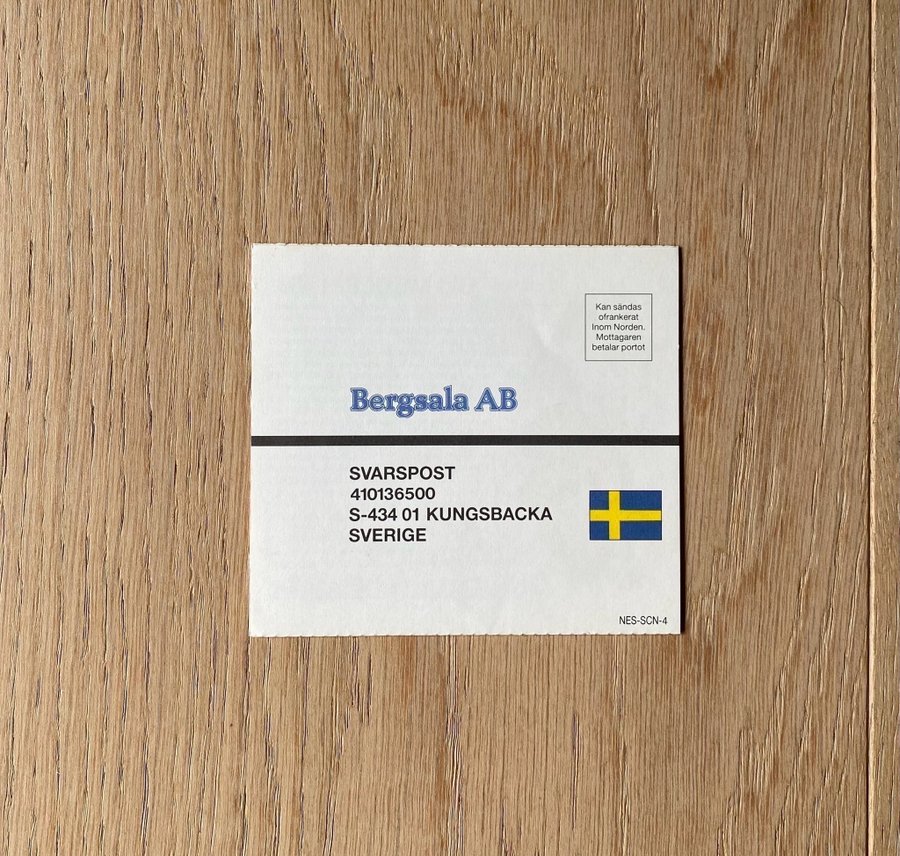 Kan sändas
ofrankerat
Inom Norden.
Mottagaren
betalar portot
Bergsala AB
SVARSPOST
410136500
S-434 01 KUNGSBACKA
SVERIGE
NES-SCN-4